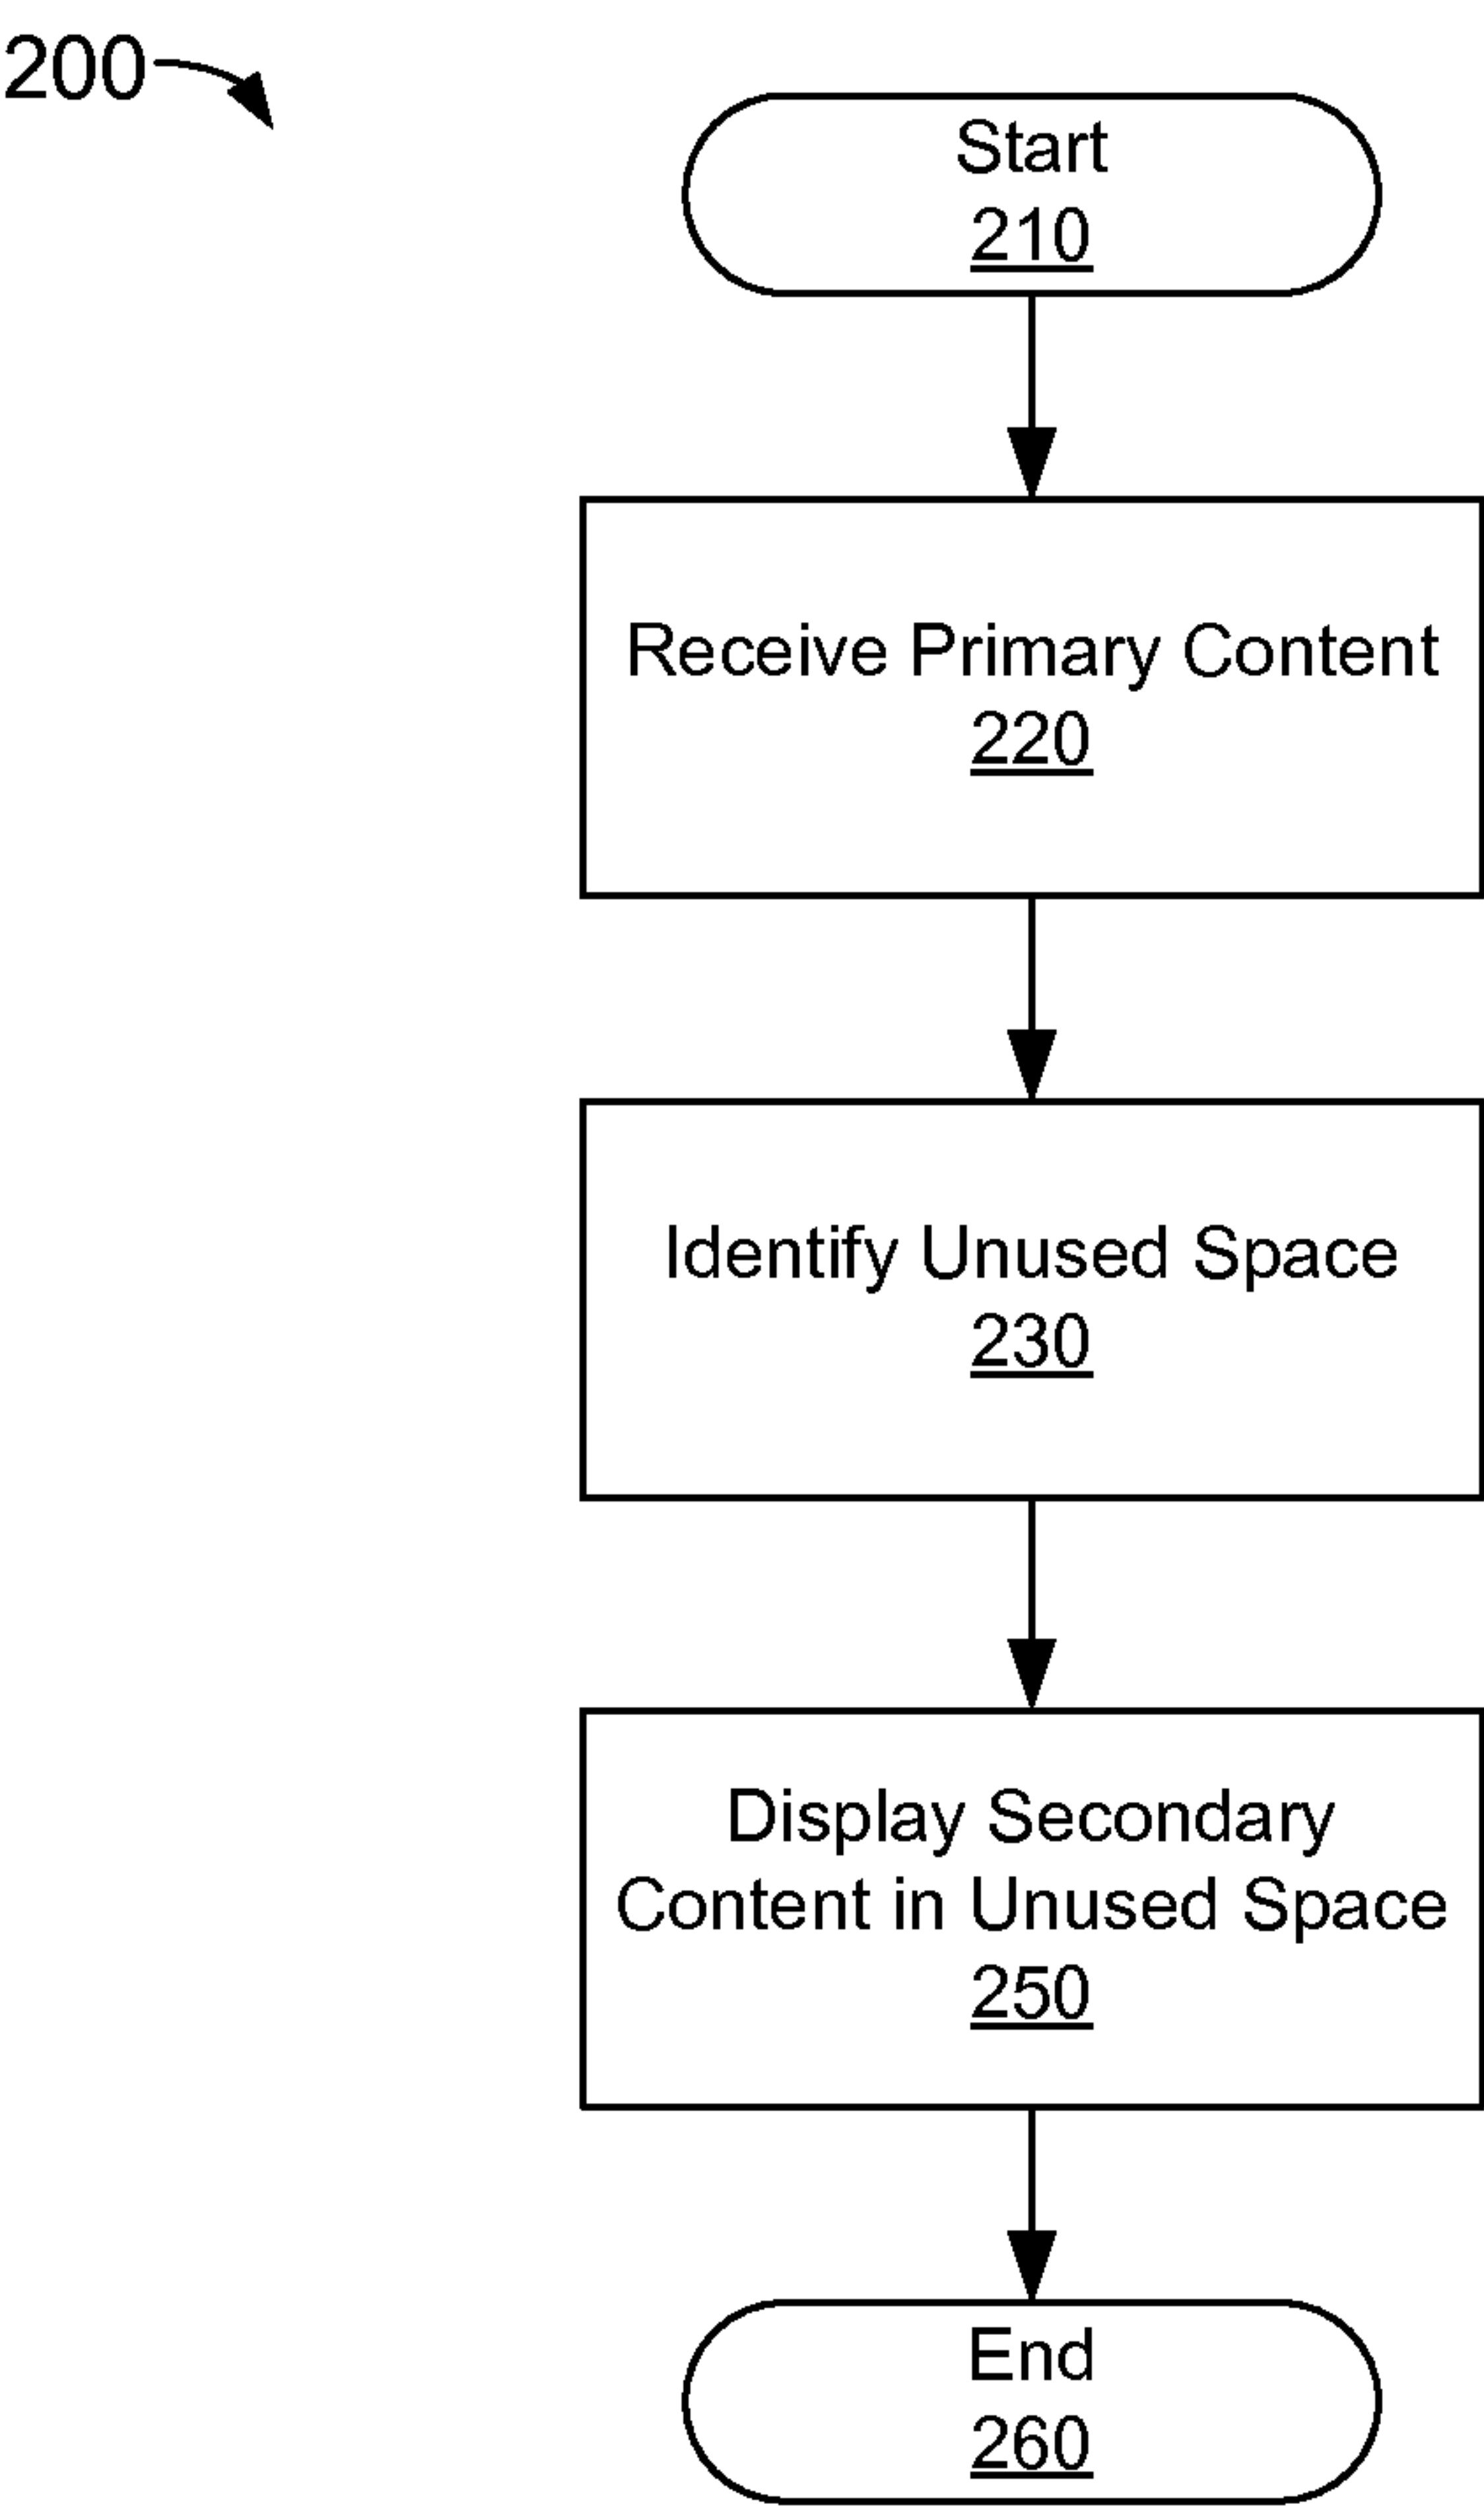 200
Start
210
Receive Primary Content
220
Identify Unused Space
230
Display Secondary
Content in Unused Space
250
End
260